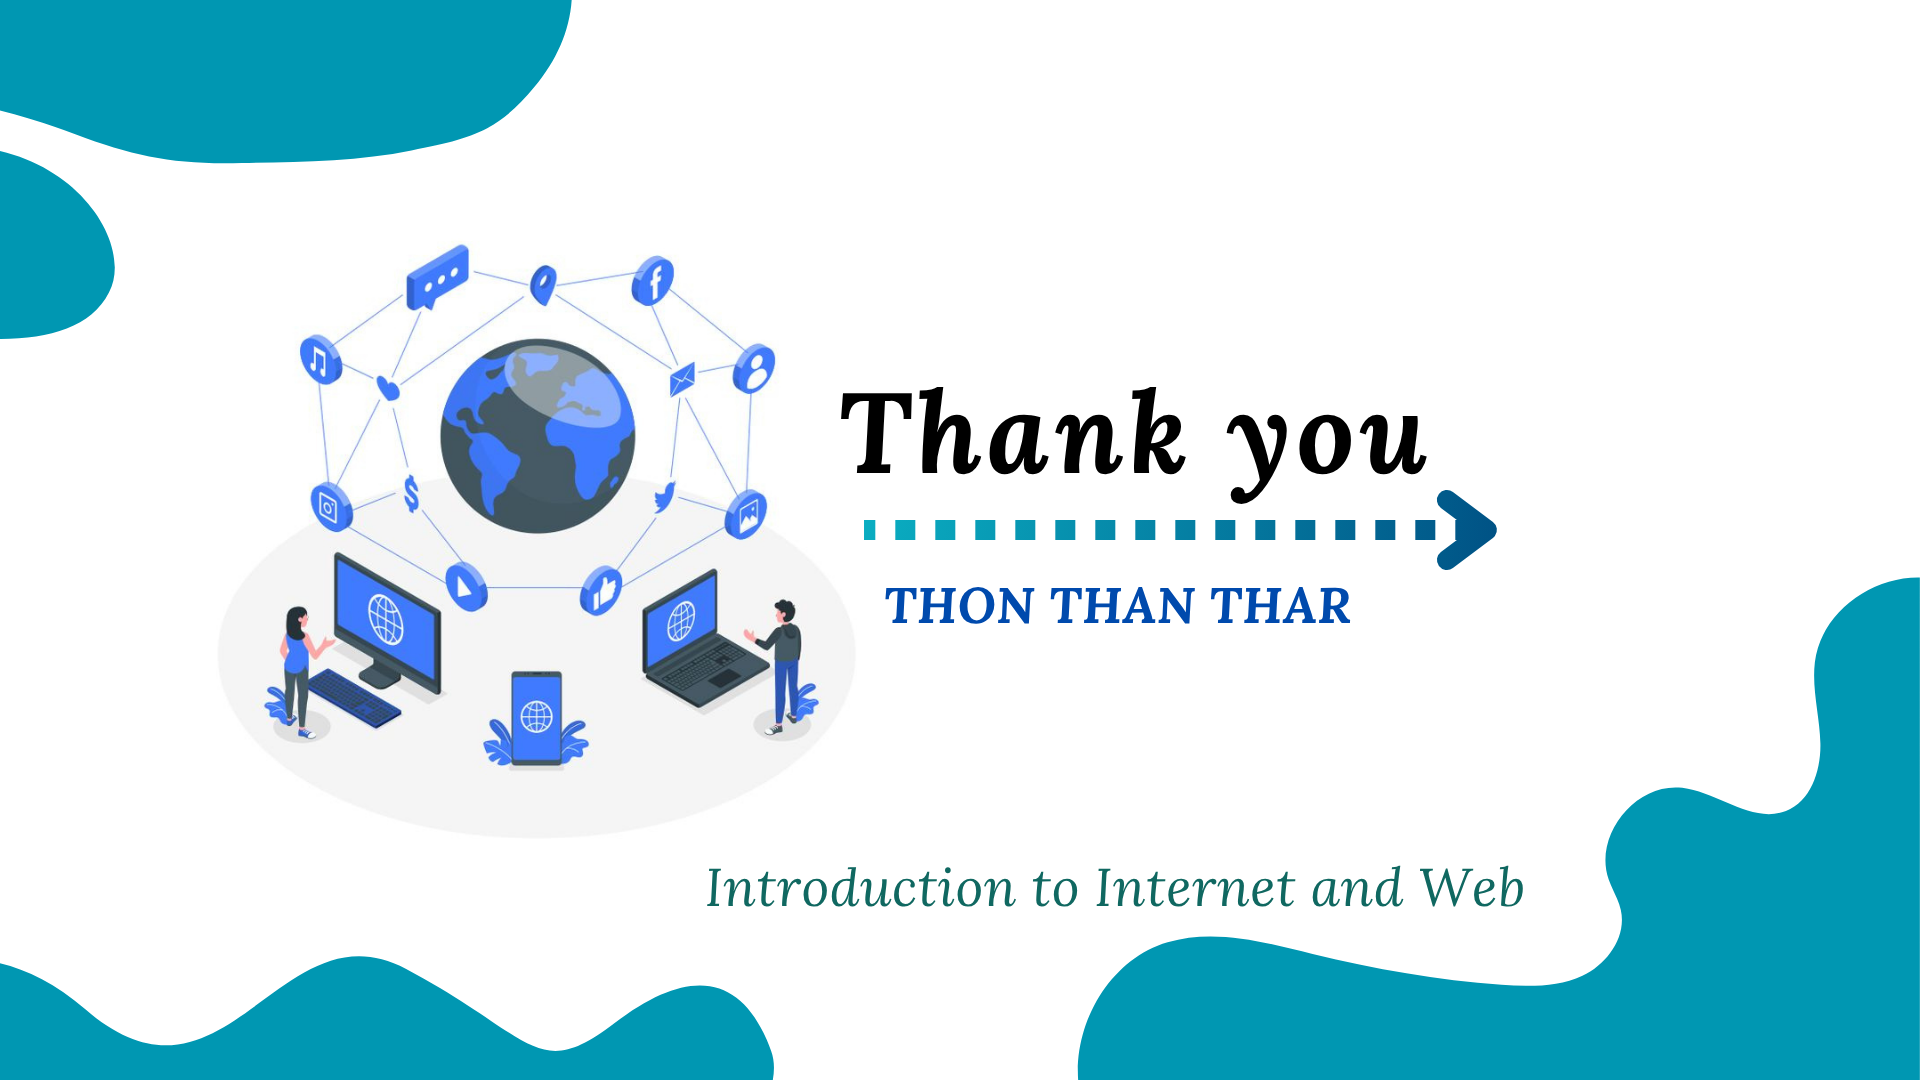 Thank you
THON THAN THAR
Introduction to Internet and Web